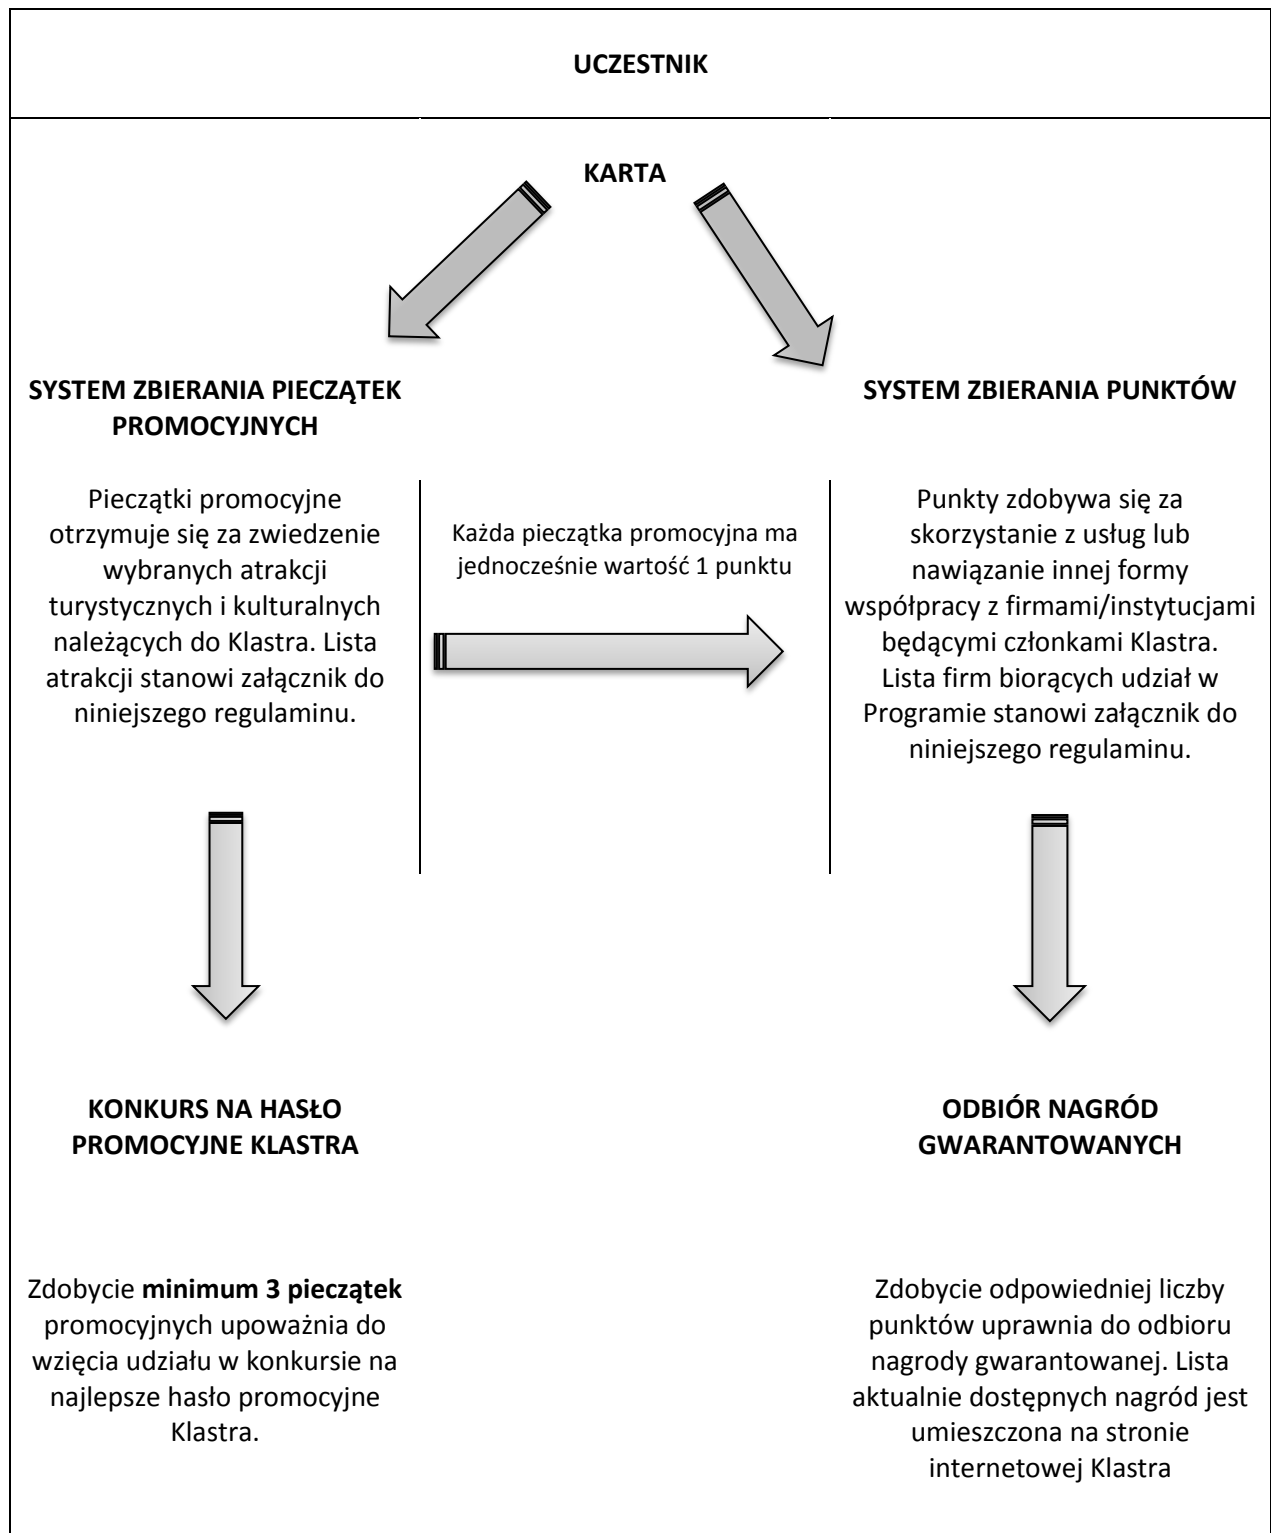 UCZESTNIK
KARTA
SYSTEM ZBIERANIA PIECZĄTEK
PROMOCYJNYCH
SYSTEM ZBIERANIA PUNKTÓW
Pieczątki promocyjne
otrzymuje się za zwiedzenie
wybranych atrakcji
turystycznych i kulturalnych
należących do Klastra. Lista
atrakcji stanowi załącznik do
niniejszego regulaminu.
Każda pieczątka promocyjna ma
jednocześnie wartość 1 punktu
Punkty zdobywa się za
skorzystanie z usług lub
nawiązanie innej formy
współpracy z firmami/instytucjami
będącymi członkami Klastra.
Lista firm biorących udział w
Programie stanowi załącznik do
niniejszego regulaminu.
KONKURS NA HASŁO
PROMOCYJNE KLASTRA
ODBIÓR NAGRÓD
GWARANTOWANYCH
Zdobycie minimum 3 pieczątek
promocyjnych upoważnia do
wzięcia udziału w konkursie na
najlepsze hasło promocyjne
Klastra.
Zdobycie odpowiedniej liczby
punktów uprawnia do odbioru
nagrody gwarantowanej. Lista
aktualnie dostępnych nagród jest
umieszczona na stronie
internetowej Klastra